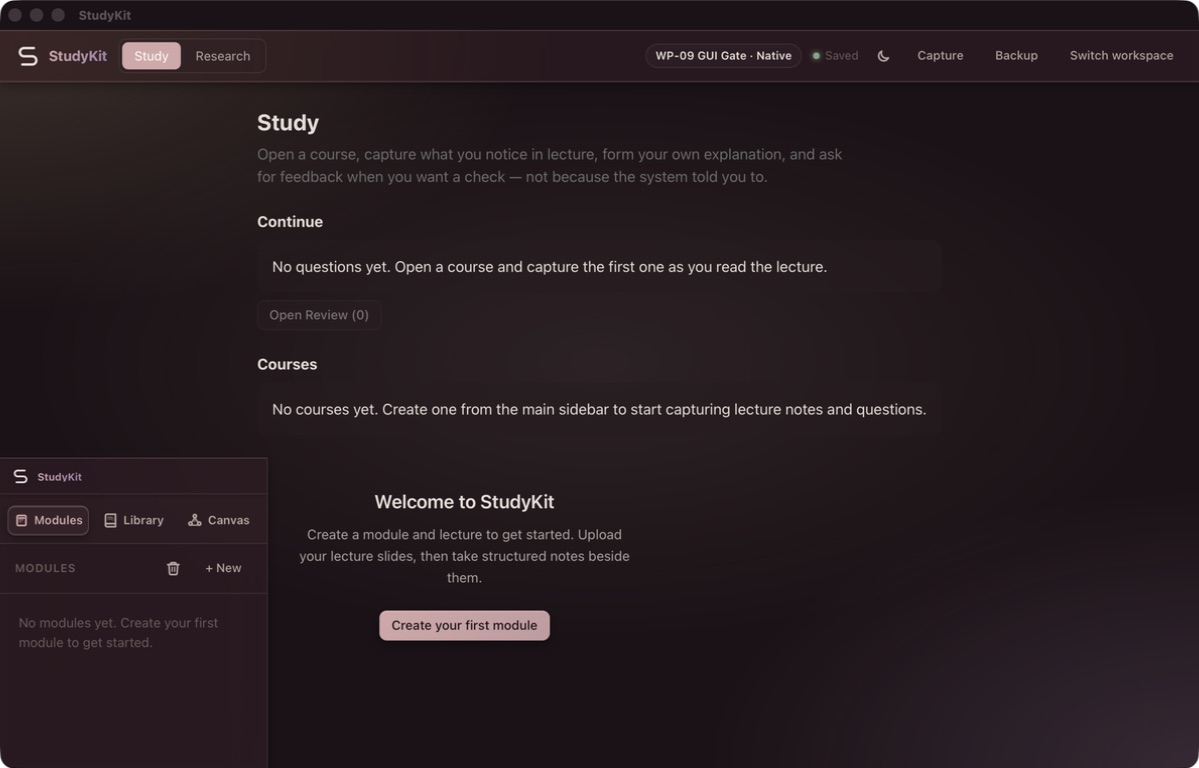 StudyKit
StudyKit
Study
Research
WP-09 GUI Gate · Native
Saved
Capture
Backup
Switch workspace
Study
Open a course, capture what you notice in lecture, form your own explanation, and ask
for feedback when you want a check — not because the system told you to.
Continue
No questions yet. Open a course and capture the first one as you read the lecture.
Open Review (0)
Courses
No courses yet. Create one from the main sidebar to start capturing lecture notes and questions.
StudyKit
Modules
Library
Canvas
MODULES
+ New
No modules yet. Create your first
module to get started.
Welcome to StudyKit
Create a module and lecture to get started. Upload
your lecture slides, then take structured notes beside
them.
Create your first module